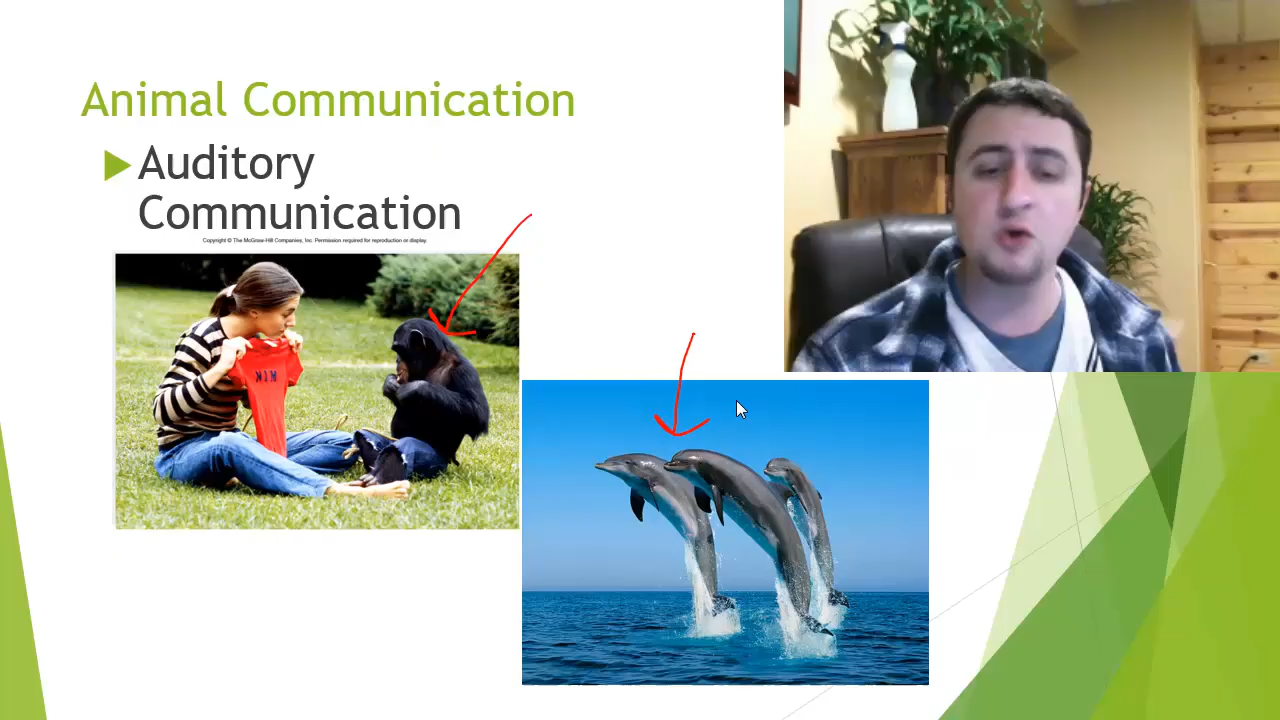 Animal Communication
Auditory
Communication
Copyright © The McGraw-Hill Companies, Inc. Permission required for reproduction or display.
NIM